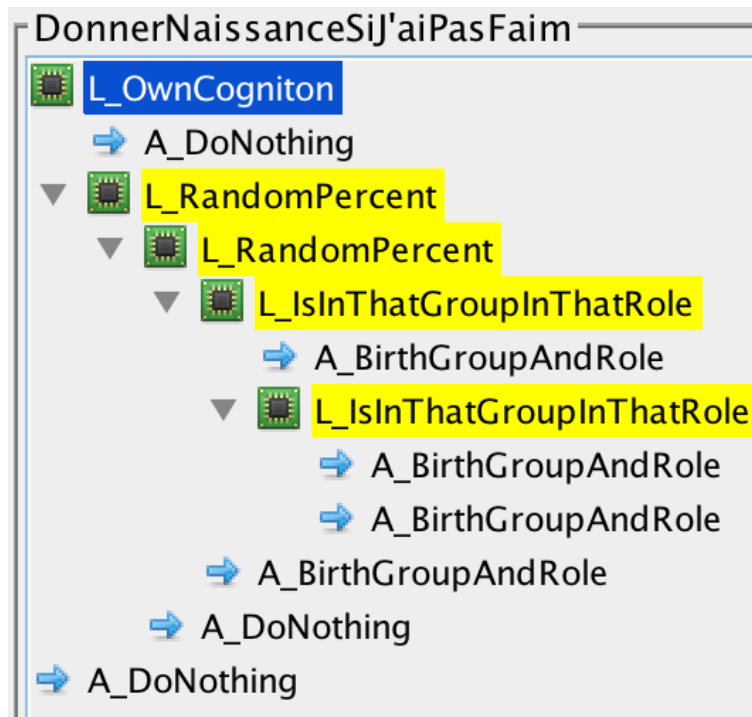 DonnerNaissanceSiJ'aiPasFaim
L_OwnCogniton
A_DoNothing
L_RandomPercent
L_RandomPercent
L_IsInThatGroupInThatRole
A_BirthGroupAndRole
L_IsInThatGroupInThatRole
A_BirthGroupAndRole
A_BirthGroupAndRole
A_BirthGroupAndRole
A_DoNothing
A_DoNothing